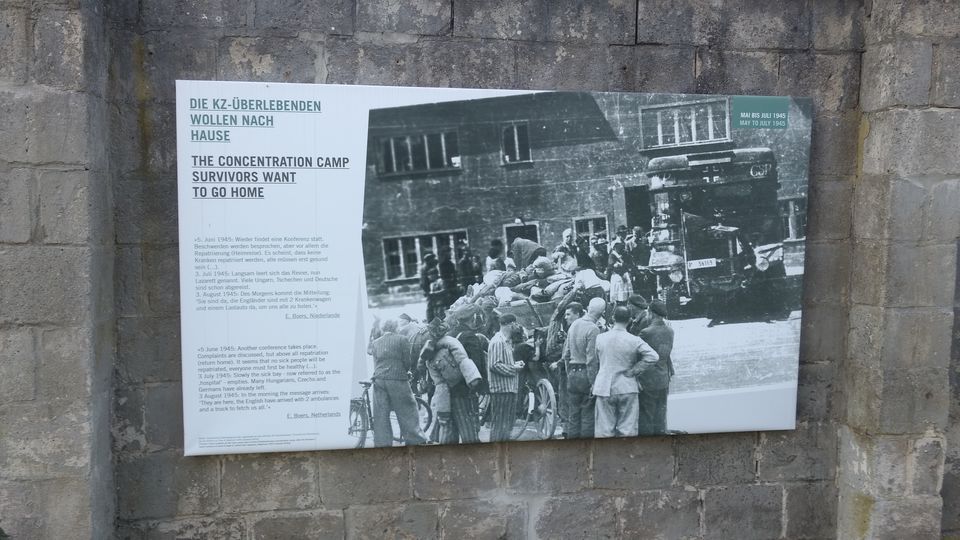 DIE KZ-ÜBERLEBENDEN
WOLLEN NACH
HAUSE
THE CONCENTRATION CAMP
SURVIVORS WANT
TO GO HOME
MAI BIS JULI 1945
MAY TO JULY 1945
»5. Juni 1945: Wieder findet eine Konferenz statt.
Beschwerden werden besprochen, aber vor allem die
Repatriierung (Heimreise). Es scheint, dass keine
Kranken repatriiert werden, alle müssen erst gesund
sein (...).
3. Juli 1945: Langsam leert sich das Revier, nun
Lazarett genannt. Viele Ungarn, Tschechen und Deutsche
sind schon abgereist.
3. August 1945: Des Morgens kommt die Mitteilung:
'Sie sind da, die Engländer sind mit 2 Krankenwagen
und einem Lastauto da, um uns alle zu holen.'«
E. Boers, Niederlande
»5 June 1945: Another conference takes place.
Complaints are discussed, but above all repatriation
(return home). It seems that no sick people will be
repatriated, everyone must first be healthy (...).
3 July 1945: Slowly the sick bay - now referred to as the
'hospital' - empties. Many Hungarians, Czechs and
Germans have already left.
3 August 1945: In the morning the message arrives:
'They are here, the English have arrived with 2 ambulances
and a truck to fetch us all.'«
E. Boers, Netherlands